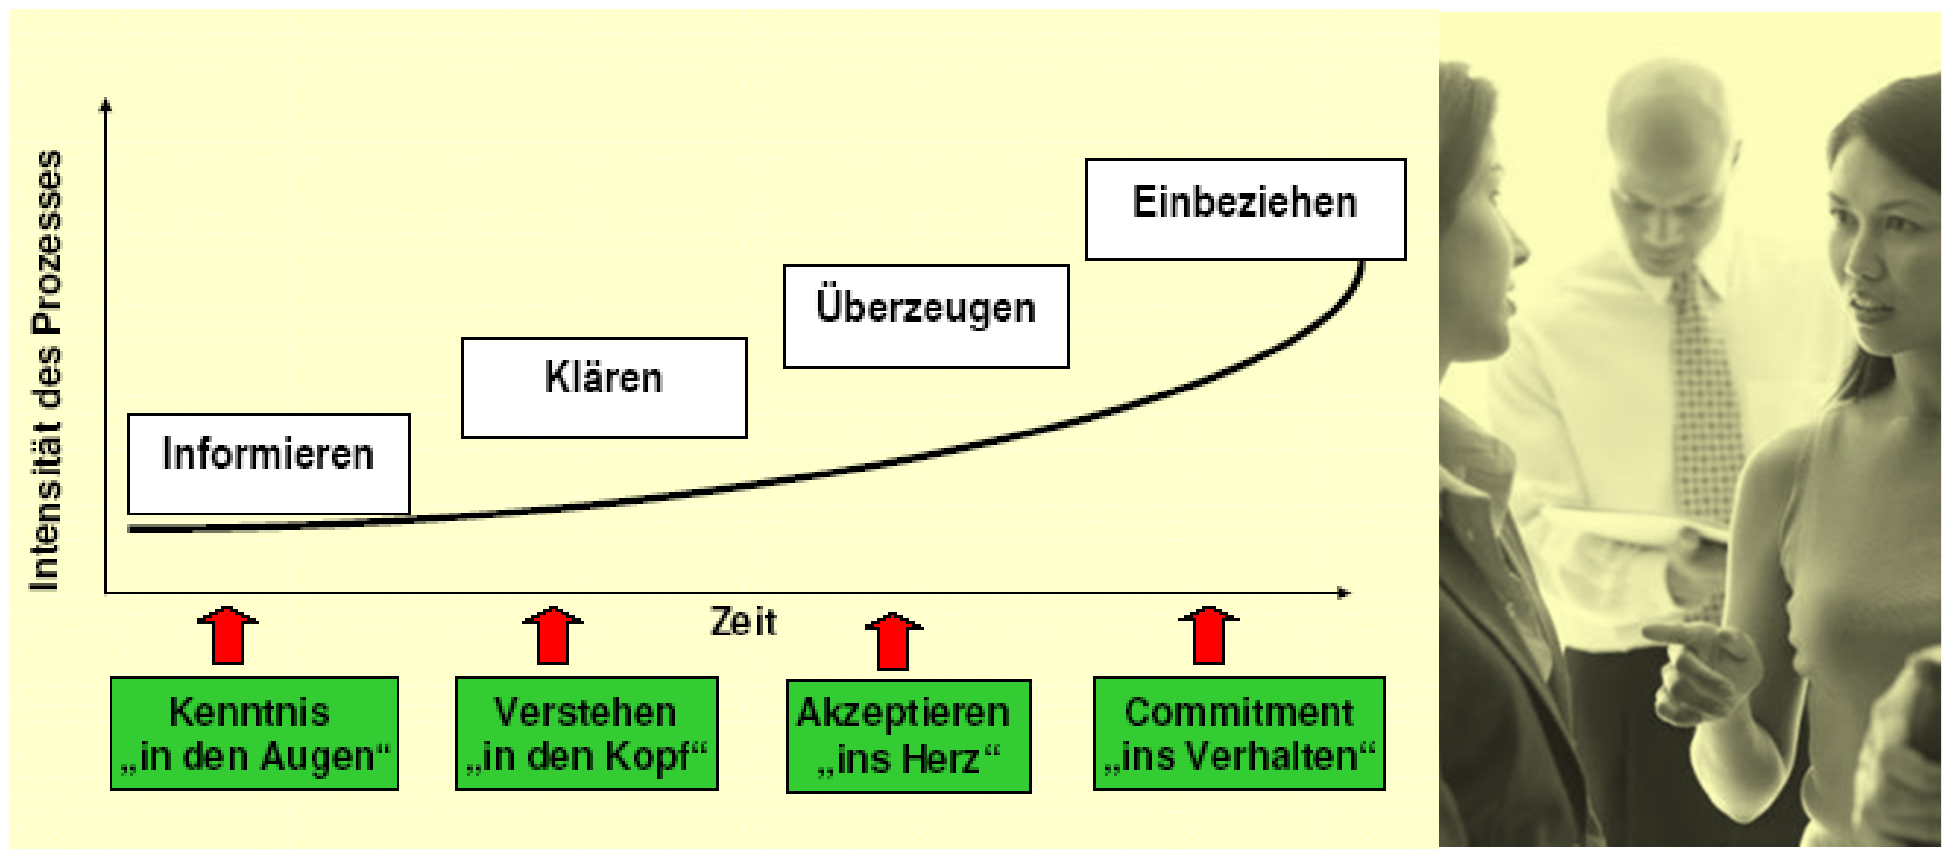 Intensität des Prozesses
Einbeziehen
Überzeugen
Klären
Informieren
Zeit
Kenntnis
„in den Augen“
Verstehen
„in den Kopf“
Akzeptieren
„ins Herz“
Commitment
„ins Verhalten“